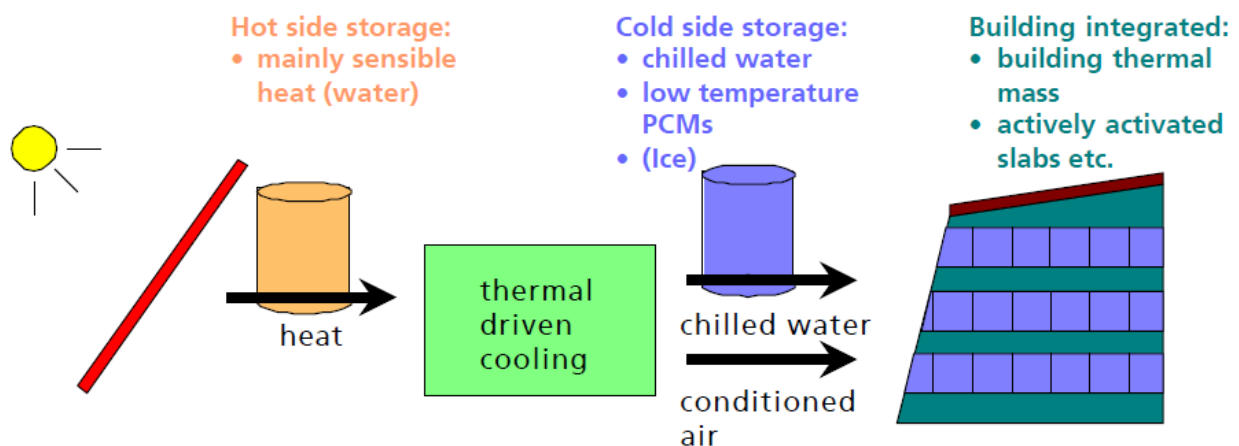 Hot side storage:
• mainly sensible
heat (water)
Cold side storage:
• chilled water
• low temperature
PCMs
• (Ice)
Building integrated:
• building thermal
mass
• actively activated
slabs etc.
heat
thermal
driven
cooling
chilled water
conditioned
air